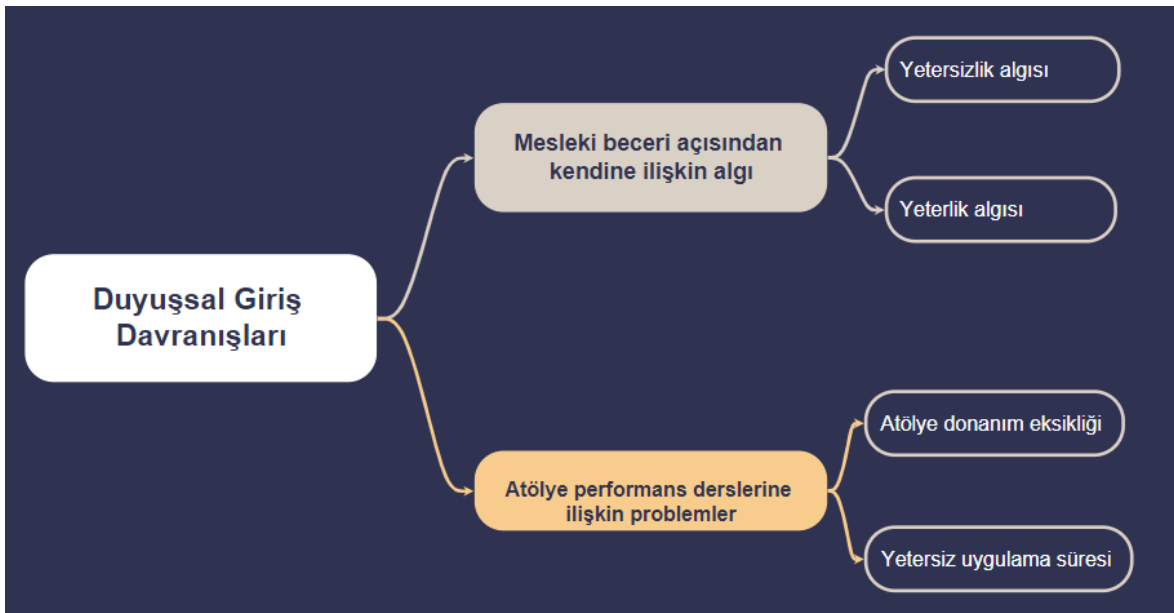 Duyuşsal Giriş
Davranışları
Mesleki beceri açısından
kendine ilişkin algı
Yetersizlik algısı
Yeterlik algısı
Atölye performans derslerine
ilişkin problemler
Atölye donanım eksikliği
Yetersiz uygulama süresi